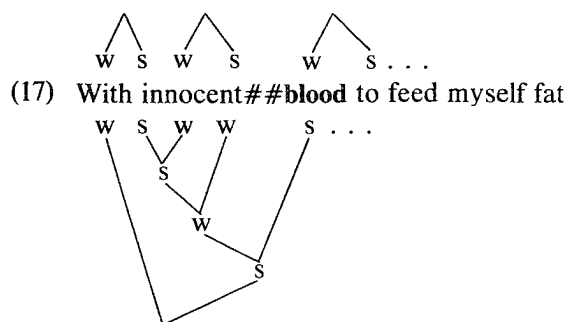 W S W S W S . . .
(17) With innocent##blood to feed myself fat
W S W W S . . .
S
W
S